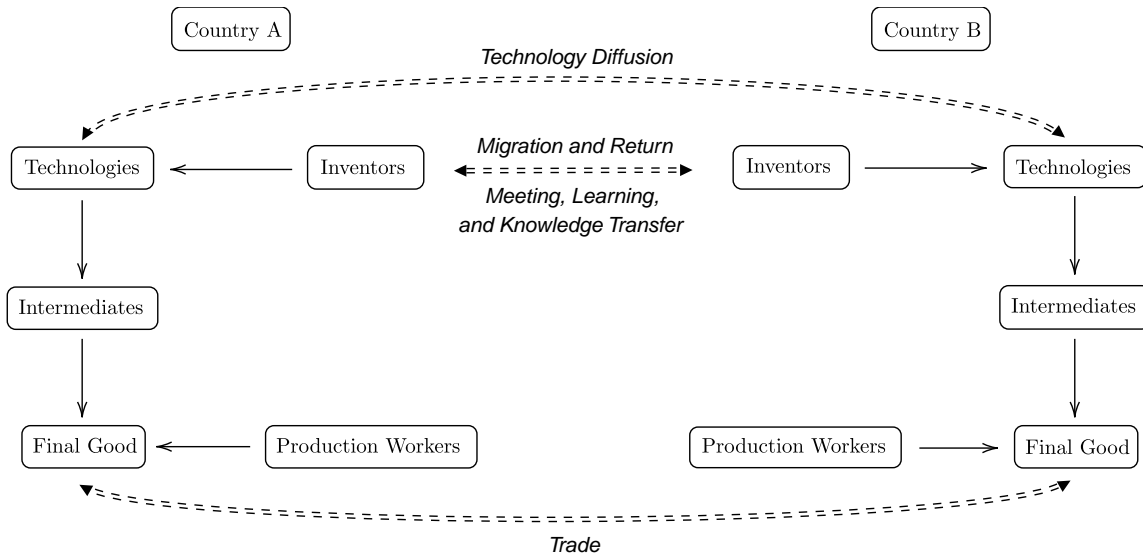 Country A
Country B
Technology Diffusion
Technologies
Inventors
Migration and Return
Meeting, Learning,
and Knowledge Transfer
Inventors
Technologies
Intermediates
Intermediates
Final Good
Production Workers
Production Workers
Final Good
Trade